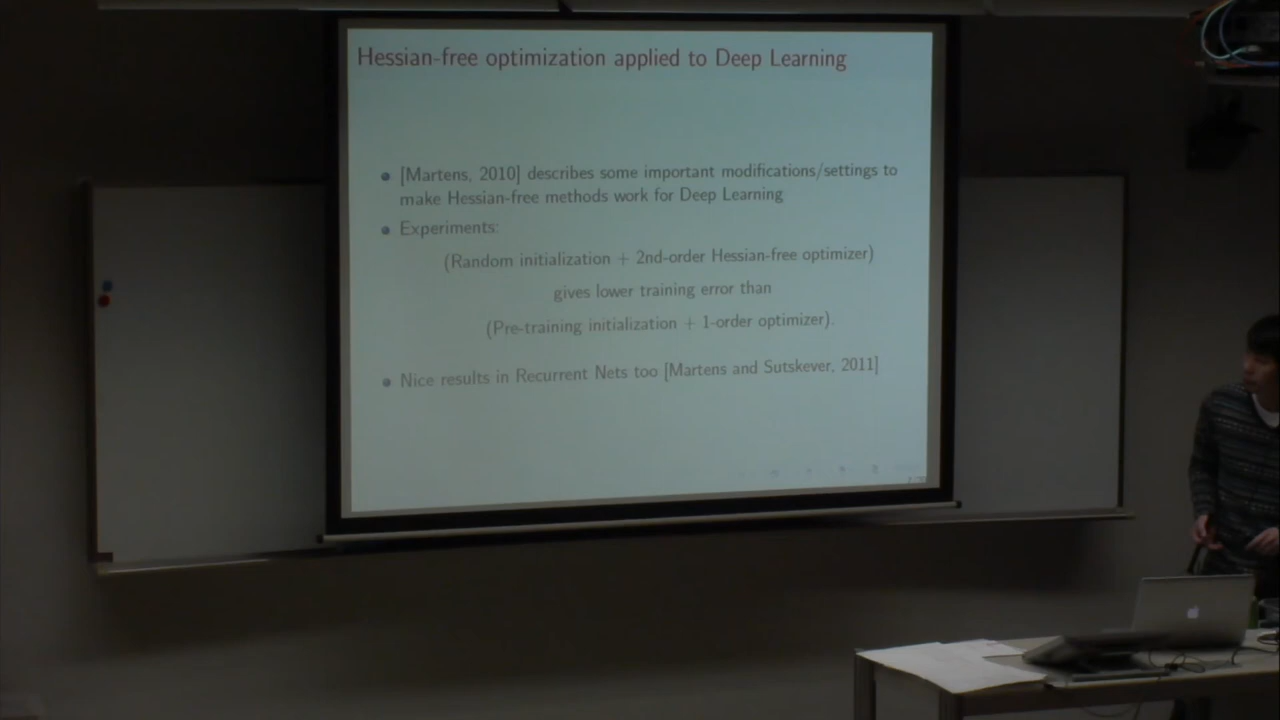 Hessian-free optimization applied to Deep Learning
[Martens, 2010] describes some important modifications/settings to
make Hessian-free methods work for Deep Learning
Experiments:
(Random initialization + 2nd-order Hessian-free optimizer)
gives lower training error than
(Pre-training initialization + 1-order optimizer).
Nice results in Recurrent Nets too [Martens and Sutskever, 2011]